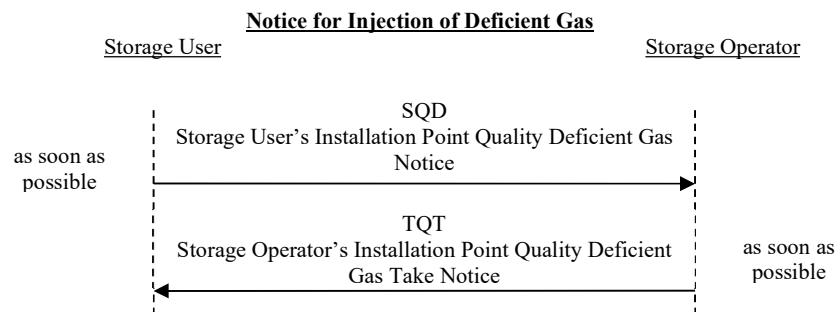 Notice for Injection of Deficient Gas
Storage User
Storage Operator
SQD
Storage User’s Installation Point Quality Deficient Gas
Notice
as soon as
possible
TQT
Storage Operator’s Installation Point Quality Deficient
Gas Take Notice
as soon as
possible